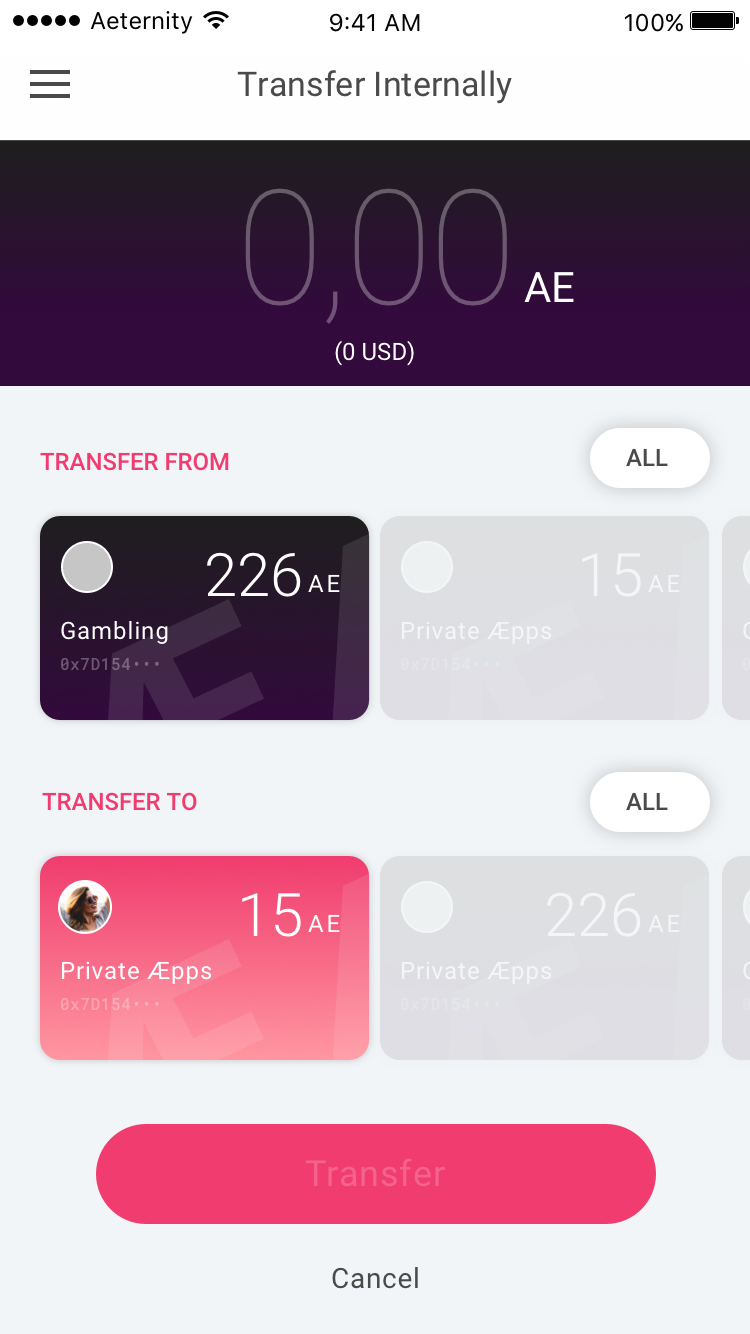 Aeternity 9:41 AM 100%
Transfer Internally
0,00 AE
(0 USD)
TRANSFER FROM ALL
226 AE 15 AE
Gambling Private Æpps
0x7D154••• 0x7D154•••
TRANSFER TO ALL
15 AE 226 AE
Private Æpps Private Æpps
0x7D154••• 0x7D154•••
Transfer
Cancel